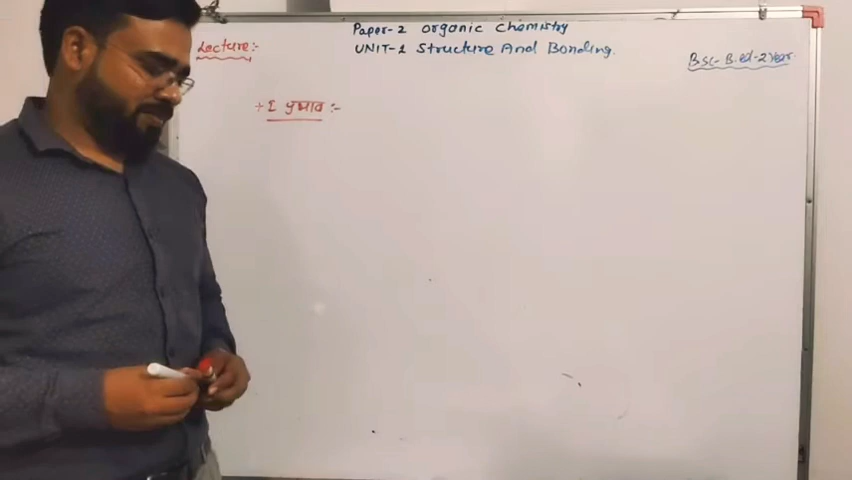 Paper-2 organic chemistry
Lecture:-
UNIT-1 Structure And Bonding.
BSc-B.ed-2Year.
+I प्रभाव :-